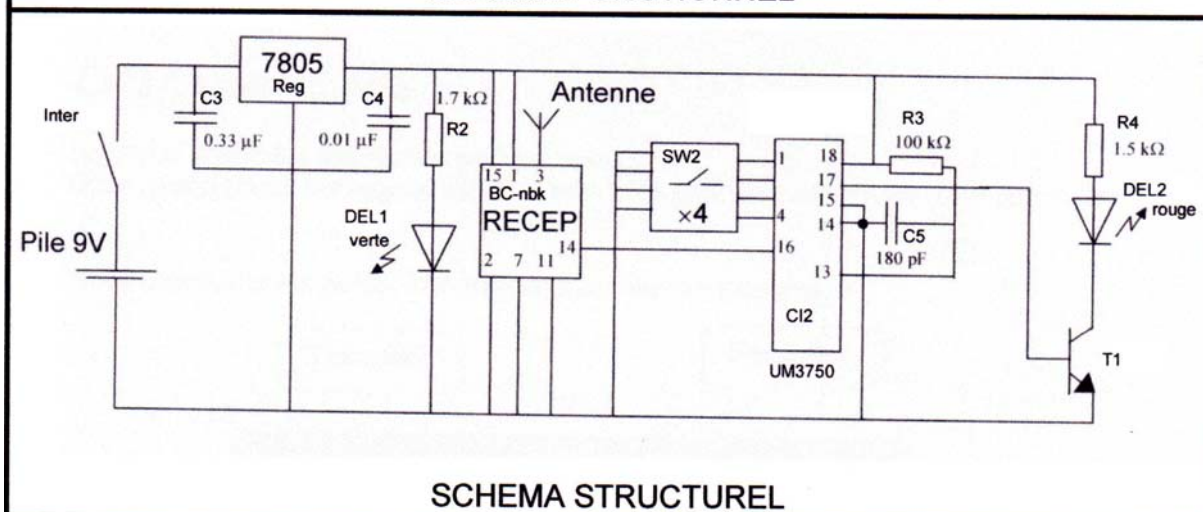 7805
Reg
C3
0.33 µF
C4
0.01 µF
Inter
1.7 kΩ
R2
Antenne
R3
100 kΩ
R4
1.5 kΩ
SW2
×4
1
4
16
18
17
15
14
13
C5
180 pF
15 1 3
BC-nbk
RECEP
14
2 7 11
DEL1
verte
DEL2
rouge
Pile 9V
CI2
UM3750
T1
SCHEMA STRUCTUREL